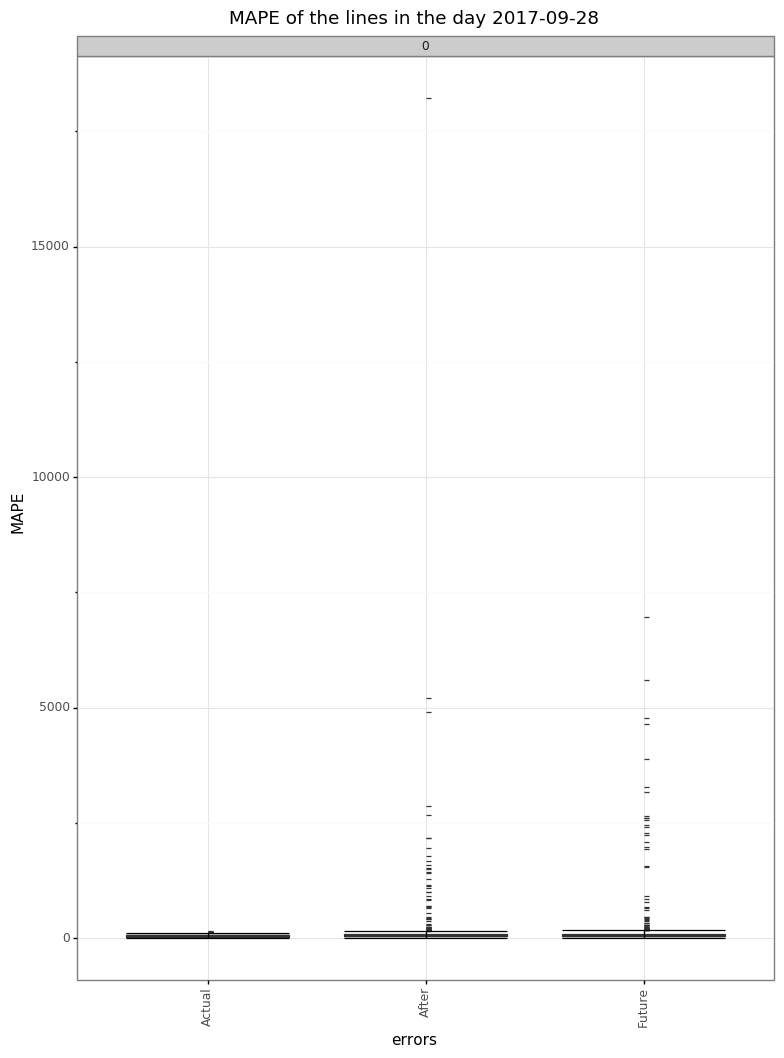 MAPE of the lines in the day 2017-09-28
0
15000
10000
5000
0
MAPE
Actual
After
Future
errors